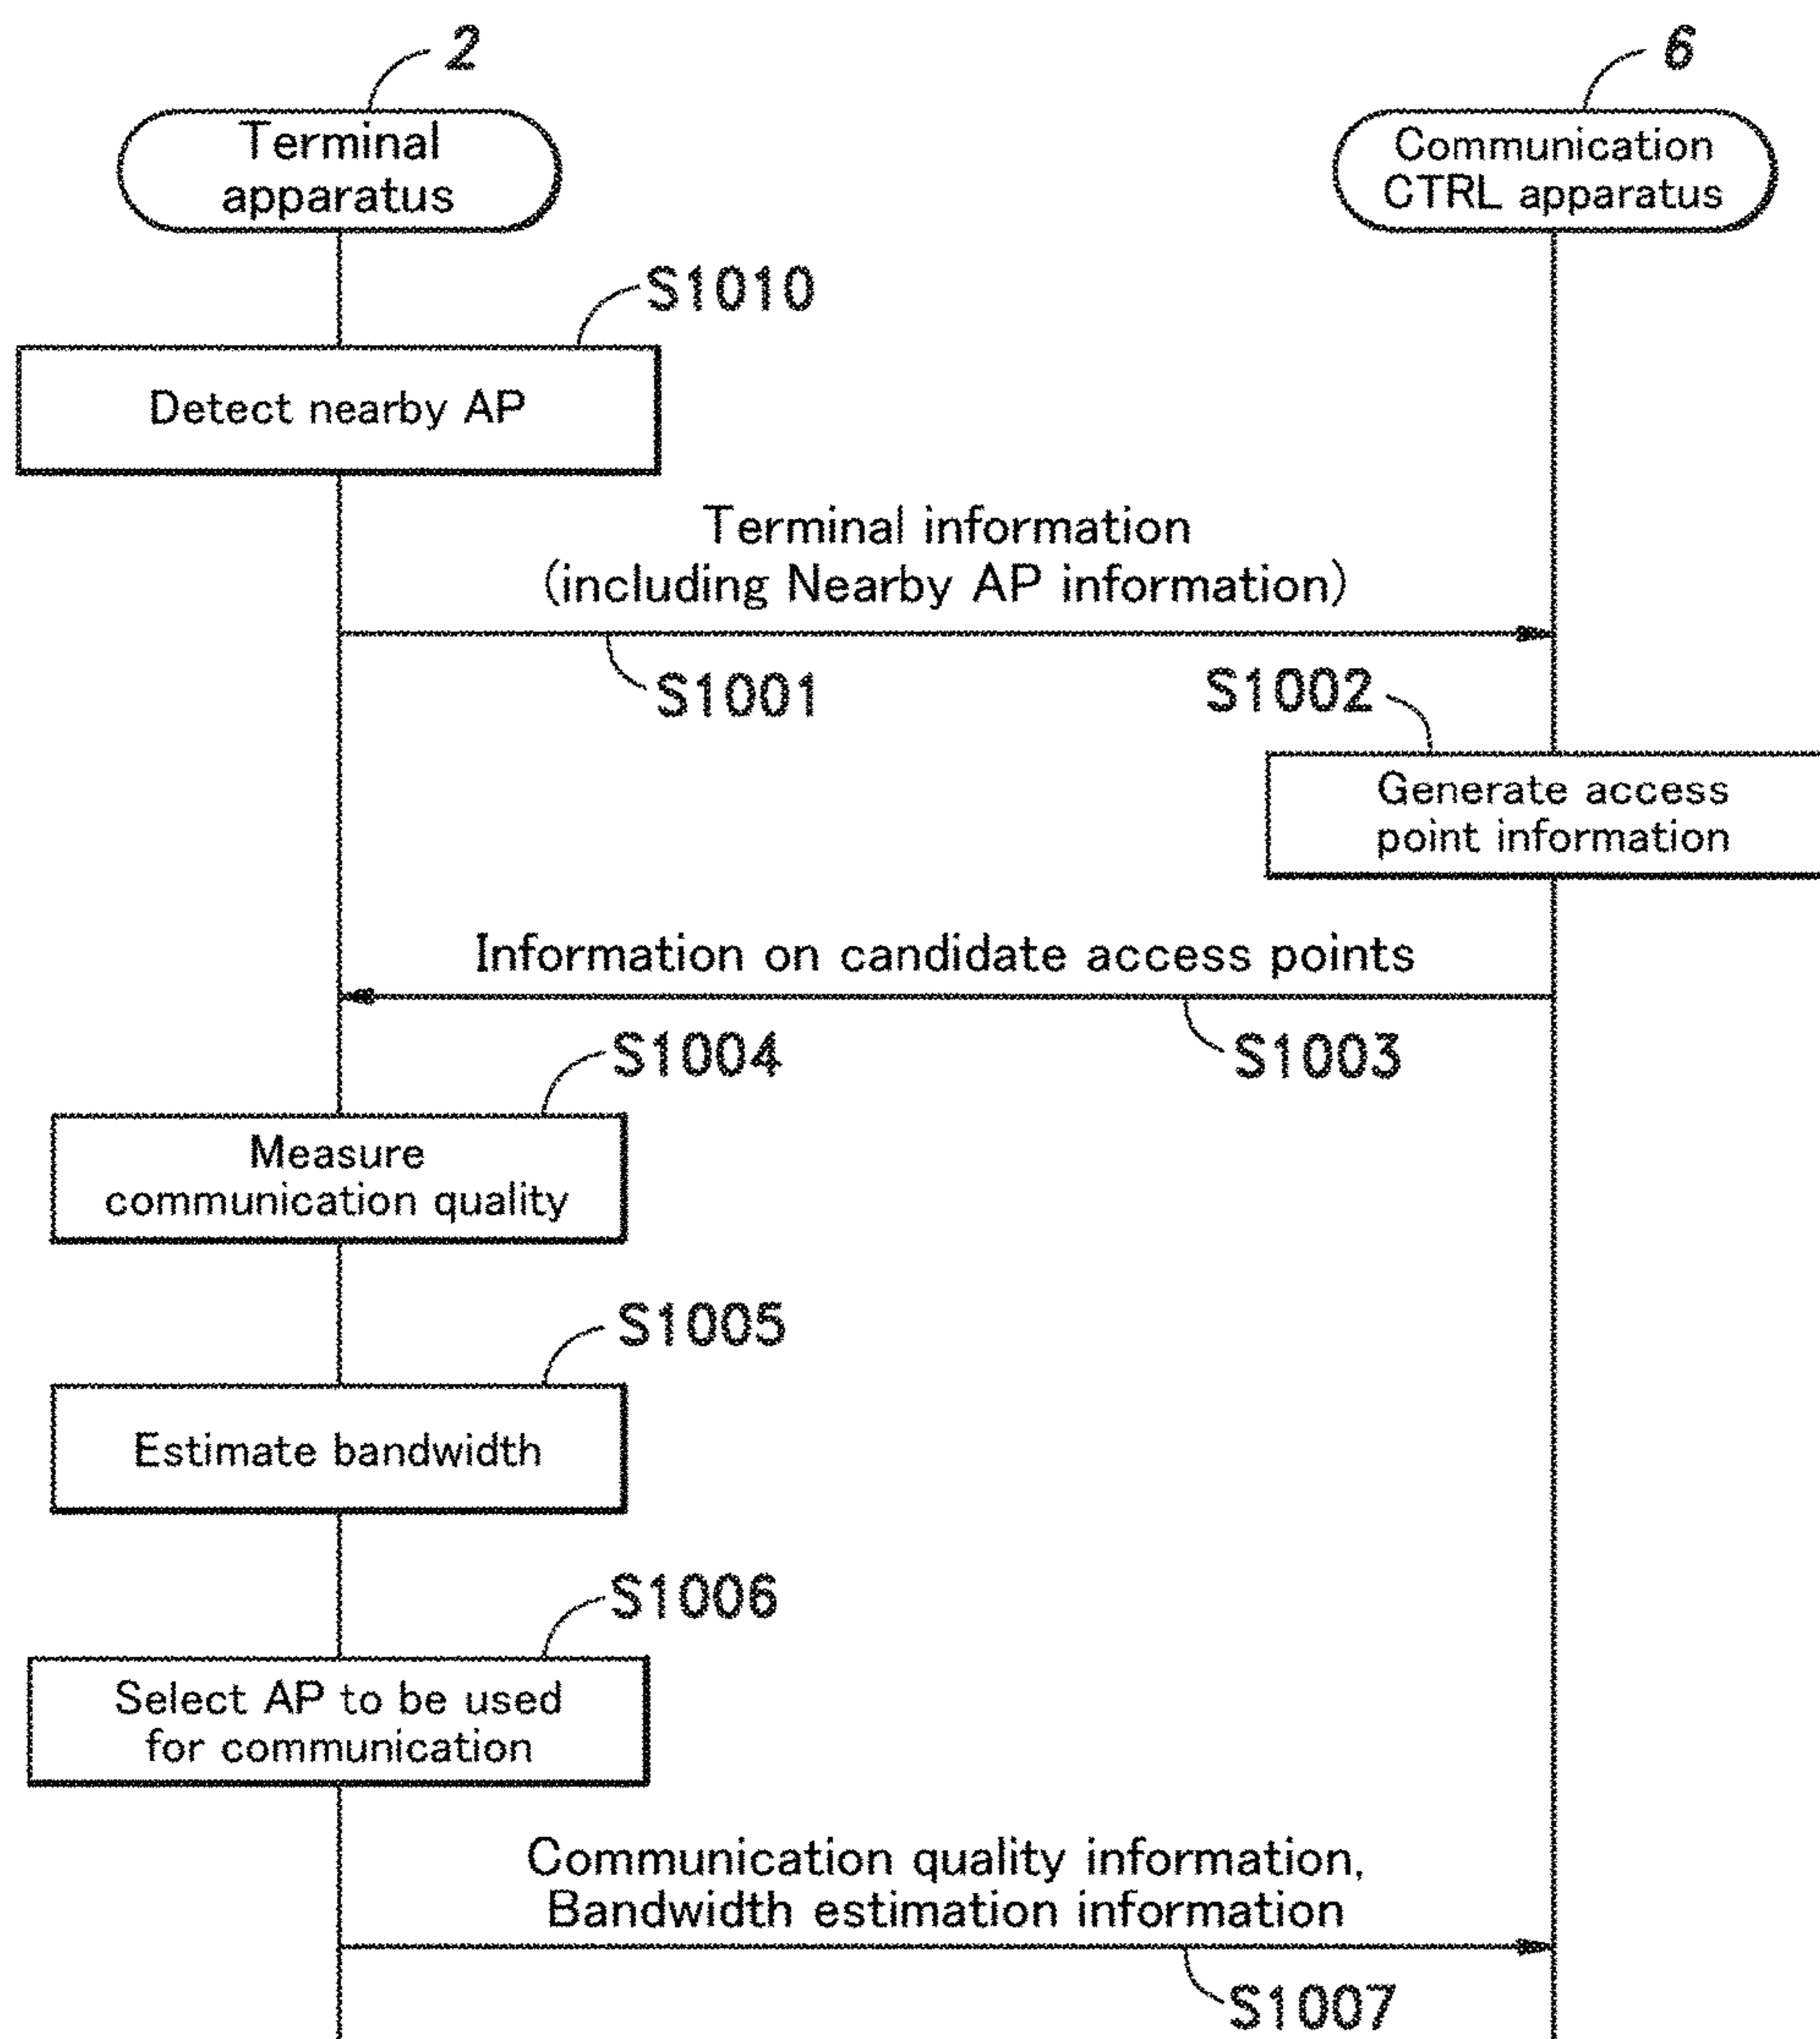 2
6
Terminal
apparatus
Communication
CTRL apparatus
S1010
Detect nearby AP
Terminal information
(including Nearby AP information)
S1001
S1002
Generate access
point information
Information on candidate access points
S1003
S1004
Measure
communication quality
S1005
Estimate bandwidth
S1006
Select AP to be used
for communication
Communication quality information,
Bandwidth estimation information
S1007